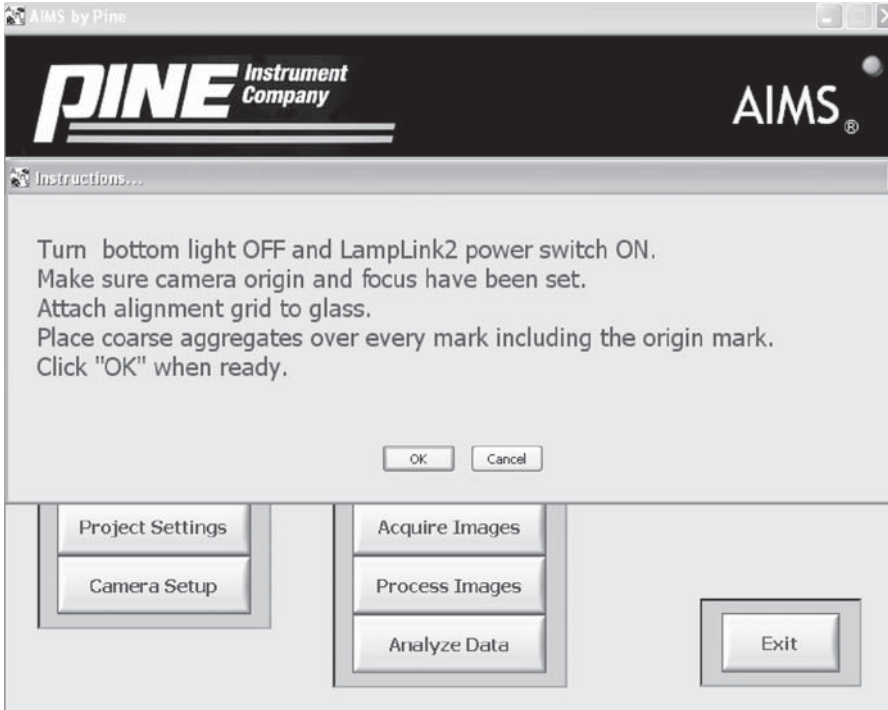 AIMS by Pine
PINE Instrument
Company
AIMS®
Instructions...
Turn bottom light OFF and LampLink2 power switch ON.
Make sure camera origin and focus have been set.
Attach alignment grid to glass.
Place coarse aggregates over every mark including the origin mark.
Click "OK" when ready.
OK Cancel
Project Settings Acquire Images
Camera Setup Process Images
Analyze Data Exit